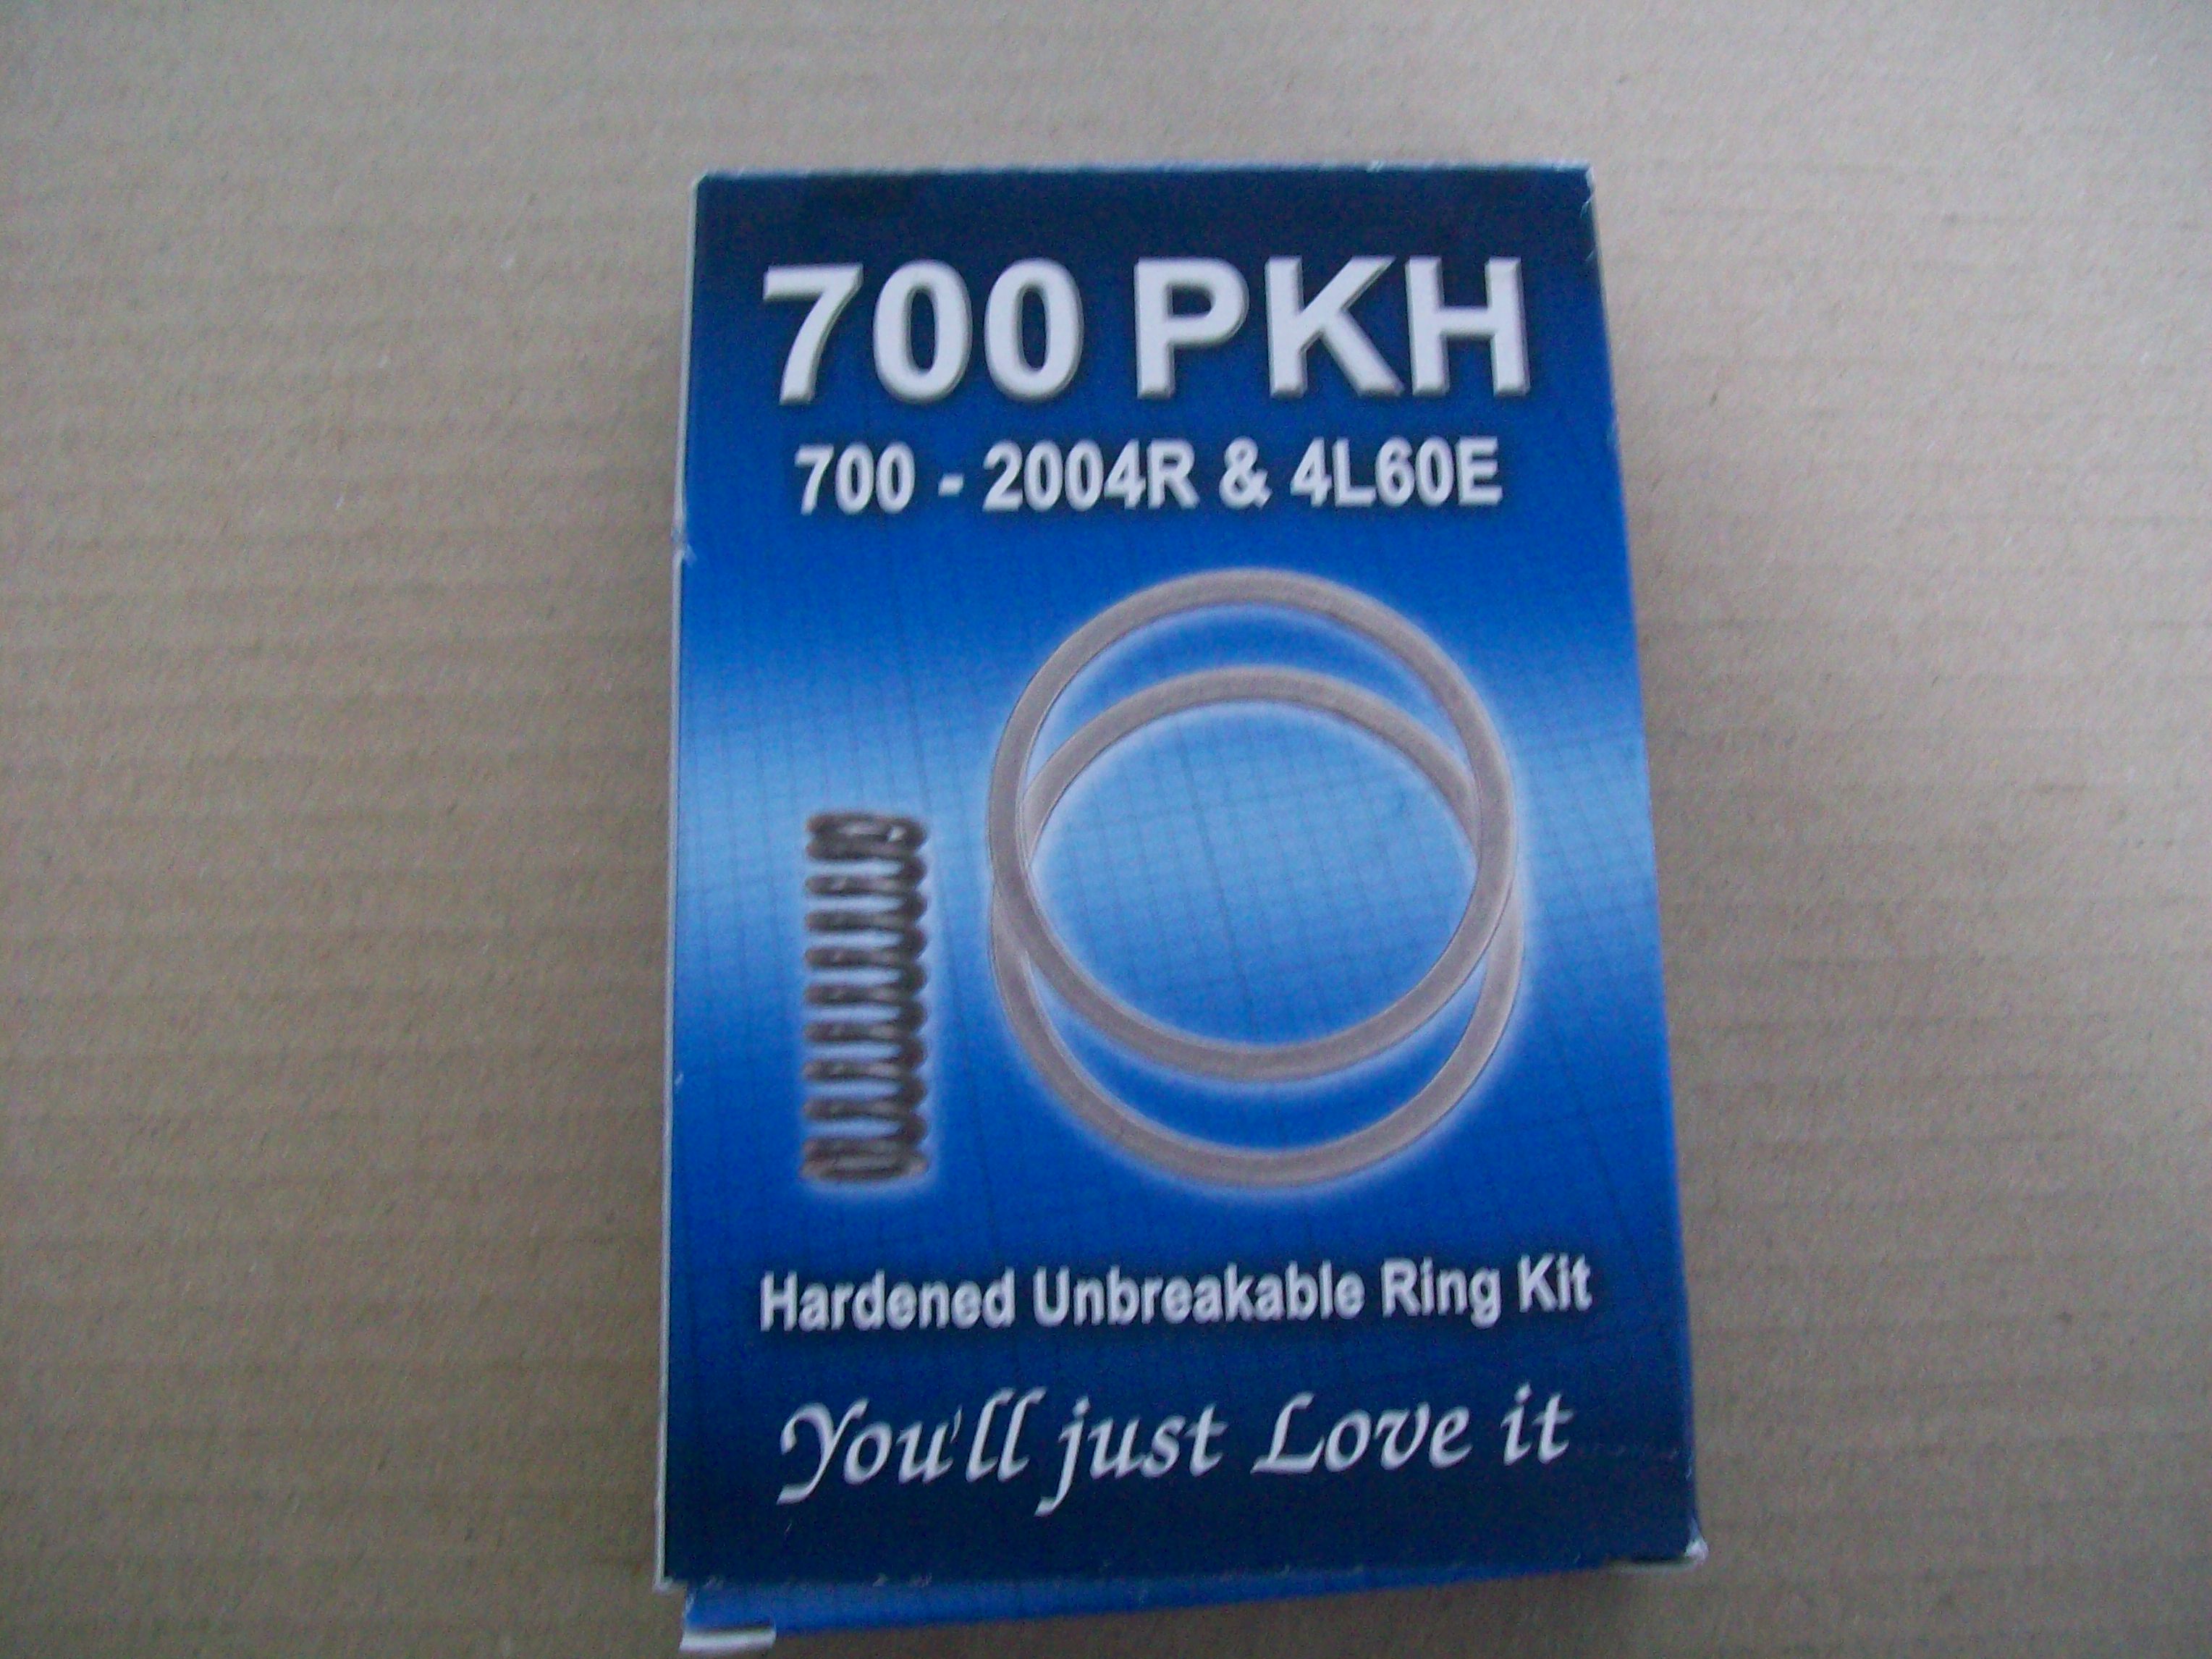 700 PKH
700 - 2004R & 4L60E
Hardened Unbreakable Ring Kit
You'll just Love it